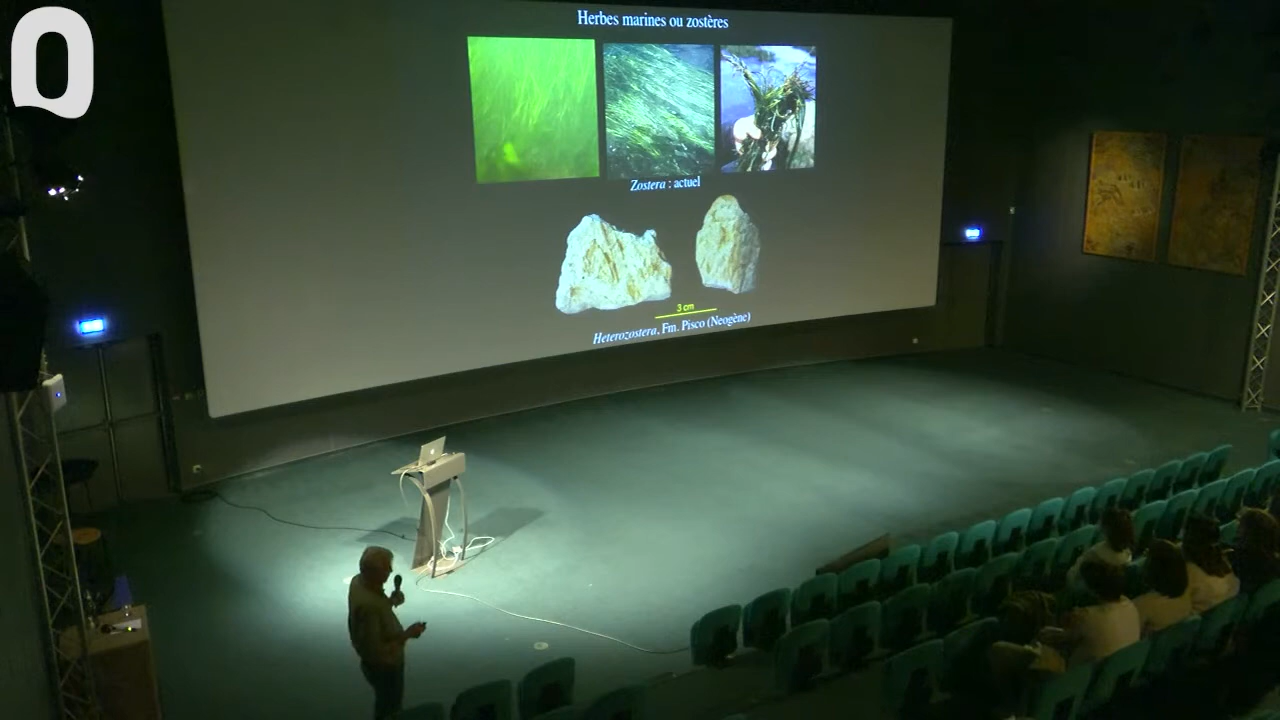 Q
Herbes marines ou zostères
Zostera : actuel
3 cm
Heterozostera, Fm. Pisco (Neogène)